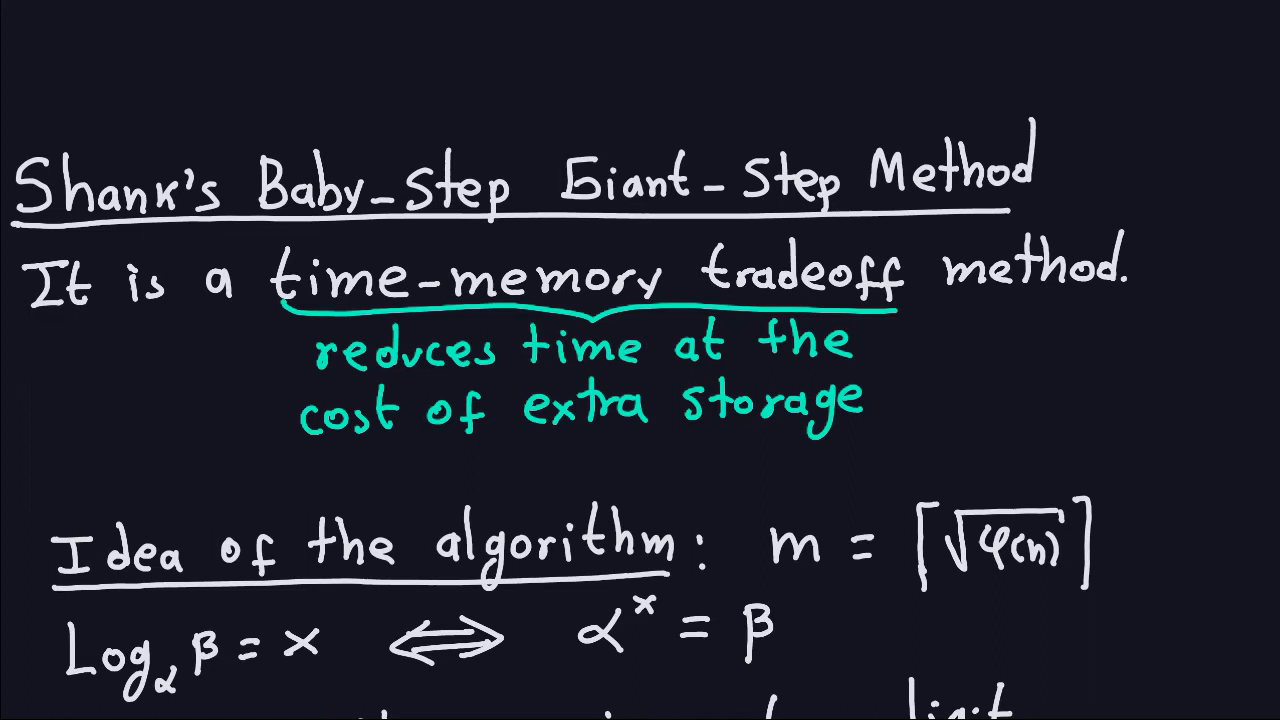 Shank's Baby-Step Giant-Step Method
It is a time-memory tradeoff method.
reduces time at the
cost of extra storage
Idea of the algorithm: m = ⌈√φ(n)⌉
Log_α β = x ⟺ α^x = β